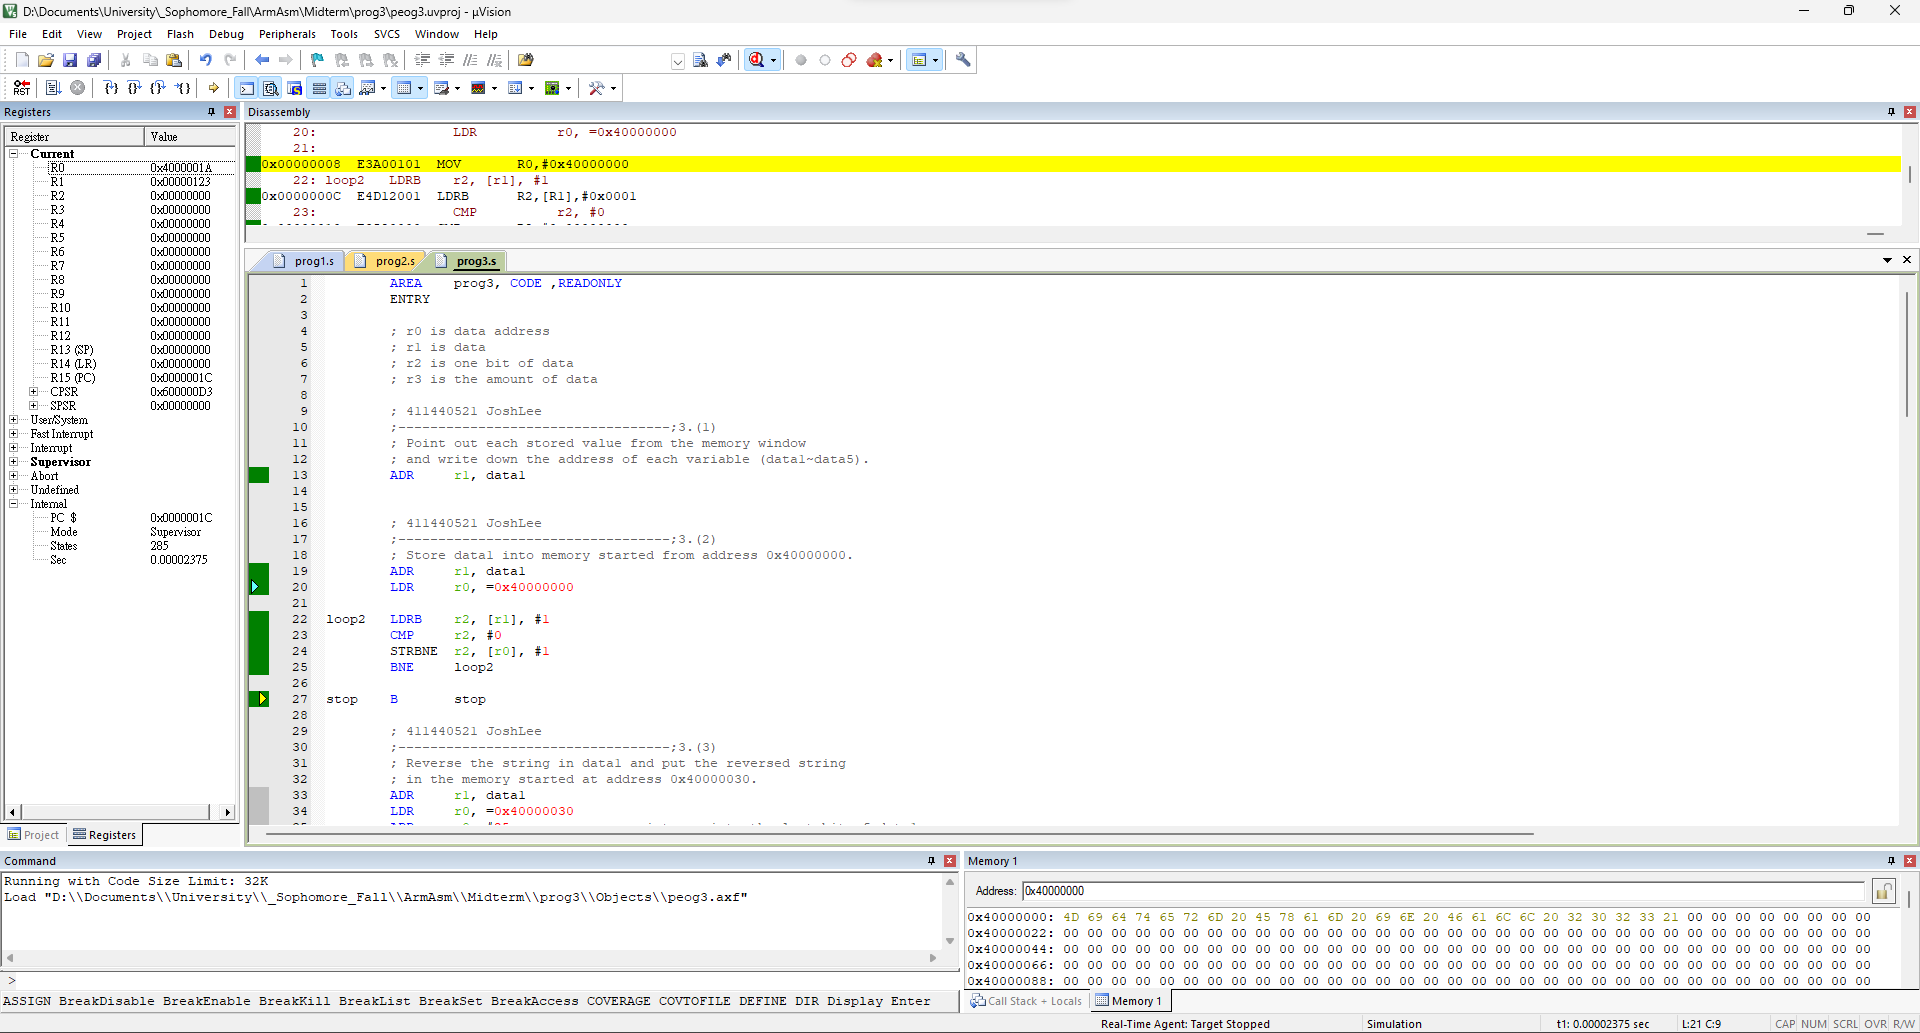 D:\Documents\University\_Sophomore_Fall\ArmAsm\Midterm\prog3\peog3.uvproj - µVision
File Edit View Project Flash Debug Peripherals Tools SVCS Window Help
RST
Registers
Register Value
Current
R0 0x4000001A
R1 0x00000123
R2 0x00000000
R3 0x00000000
R4 0x00000000
R5 0x00000000
R6 0x00000000
R7 0x00000000
R8 0x00000000
R9 0x00000000
R10 0x00000000
R11 0x00000000
R12 0x00000000
R13 (SP) 0x00000000
R14 (LR) 0x00000000
R15 (PC) 0x0000001C
CPSR 0x600000D3
SPSR 0x00000000
User/System
Fast Interrupt
Interrupt
Supervisor
Abort
Undefined
Internal
PC $ 0x0000001C
Mode Supervisor
States 285
Sec 0.00002375
Project Registers
Disassembly
20: LDR r0, =0x40000000
21:
0x00000008 E3A00101 MOV R0,#0x40000000
22: loop2 LDRB r2, [r1], #1
0x0000000C E4D12001 LDRB R2,[R1],#0x0001
23: CMP r2, #0
prog1.s prog2.s prog3.s
1 AREA prog3, CODE ,READONLY
2 ENTRY
3
4 ; r0 is data address
5 ; r1 is data
6 ; r2 is one bit of data
7 ; r3 is the amount of data
8
9 ; 411440521 JoshLee
10 ;----------------------------------;3.(1)
11 ; Point out each stored value from the memory window
12 ; and write down the address of each variable (data1~data5).
13 ADR r1, data1
14
15
16 ; 411440521 JoshLee
17 ;----------------------------------;3.(2)
18 ; Store data1 into memory started from address 0x40000000.
19 ADR r1, data1
20 LDR r0, =0x40000000
21
22 loop2 LDRB r2, [r1], #1
23 CMP r2, #0
24 STRBNE r2, [r0], #1
25 BNE loop2
26
27 stop B stop
28
29 ; 411440521 JoshLee
30 ;----------------------------------;3.(3)
31 ; Reverse the string in data1 and put the reversed string
32 ; in the memory started at address 0x40000030.
33 ADR r1, data1
34 LDR r0, =0x40000030
Command
Running with Code Size Limit: 32K
Load "D:\\Documents\\University\\_Sophomore_Fall\\ArmAsm\\Midterm\\prog3\\Objects\\peog3.axf"
>
ASSIGN BreakDisable BreakEnable BreakKill BreakList BreakSet BreakAccess COVERAGE COVTOFILE DEFINE DIR Display Enter
Memory 1
Address: 0x40000000
0x40000000: 4D 69 64 74 65 72 6D 20 45 78 61 6D 20 69 6E 20 46 61 6C 6C 20 32 30 32 33 21 00 00 00 00 00 00 00 00
0x40000022: 00 00 00 00 00 00 00 00 00 00 00 00 00 00 00 00 00 00 00 00 00 00 00 00 00 00 00 00 00 00 00 00 00 00
0x40000044: 00 00 00 00 00 00 00 00 00 00 00 00 00 00 00 00 00 00 00 00 00 00 00 00 00 00 00 00 00 00 00 00 00 00
0x40000066: 00 00 00 00 00 00 00 00 00 00 00 00 00 00 00 00 00 00 00 00 00 00 00 00 00 00 00 00 00 00 00 00 00 00
0x40000088: 00 00 00 00 00 00 00 00 00 00 00 00 00 00 00 00 00 00 00 00 00 00 00 00 00 00 00 00 00 00 00 00 00 00
Call Stack + Locals Memory 1
Real-Time Agent: Target Stopped Simulation t1: 0.00002375 sec L:21 C:9 CAP NUM SCRL OVR R/W